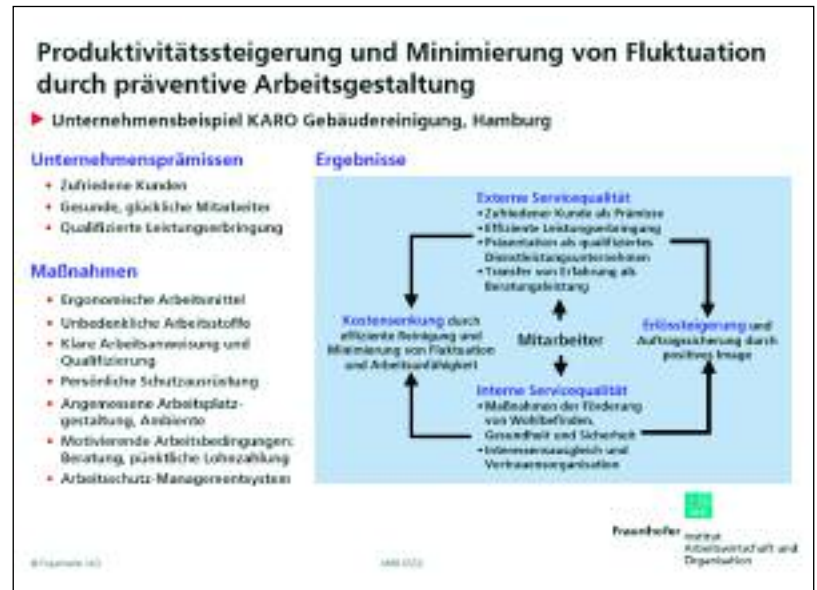 Produktivitätssteigerung und Minimierung von Fluktuation
durch präventive Arbeitsgestaltung
Unternehmensbeispiel KARO Gebäudereinigung, Hamburg
Unternehmensprämissen
Zufriedene Kunden
Gesunde, glückliche Mitarbeiter
Qualifizierte Leistungserbringung
Maßnahmen
Ergonomische Arbeitsmittel
Unbedenkliche Arbeitsstoffe
Klare Arbeitsanweisung und
Qualifizierung
Persönliche Schutzausrüstung
Angemessene Arbeitsplatz-
gestaltung, Ambiente
Motivierende Arbeitsbedingungen:
Beratung, pünktliche Lohnzahlung
Arbeitsschutz-Managementsystem
Ergebnisse
Externe Servicequalität
Zufriedener Kunde als Prämisse
Effiziente Leistungserbringung
Präsentation als qualifiziertes
Dienstleistungsunternehmen
Transfer von Erfahrung als
Beratungsleistung
Kostensenkung durch
effiziente Reinigung und
Minimierung von Fluktuation
und Arbeitsunfähigkeit
Mitarbeiter
Erlössteigerung und
Auftragssicherung durch
positives Image
Interne Servicequalität
Maßnahmen der Förderung
von Wohlbefinden,
Gesundheit und Sicherheit
Interessensausgleich und
Vertrauensorganisation
Fraunhofer
Institut
Arbeitswirtschaft und
Organisation
© Fraunhofer IAO